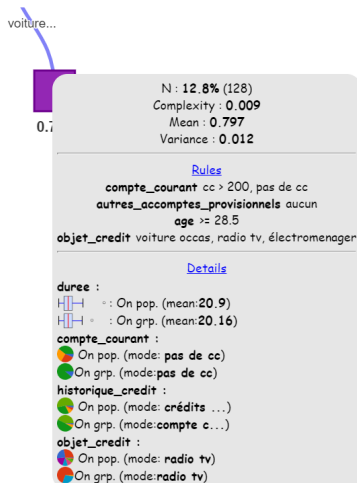 voiture...
0.7
N : 12.8% (128)
Complexity : 0.009
Mean : 0.797
Variance : 0.012
Rules
compte_courant cc > 200, pas de cc
autres_accomptes_provisionnels aucun
age >= 28.5
objet_credit voiture occas, radio tv, électromenager
Details
duree :
: On pop. (mean:20.9)
: On grp. (mean:20.16)
compte_courant :
On pop. (mode: pas de cc)
On grp. (mode:pas de cc)
historique_credit :
On pop. (mode: crédits ...)
On grp. (mode:compte c...)
objet_credit :
On pop. (mode: radio tv)
On grp. (mode:radio tv)